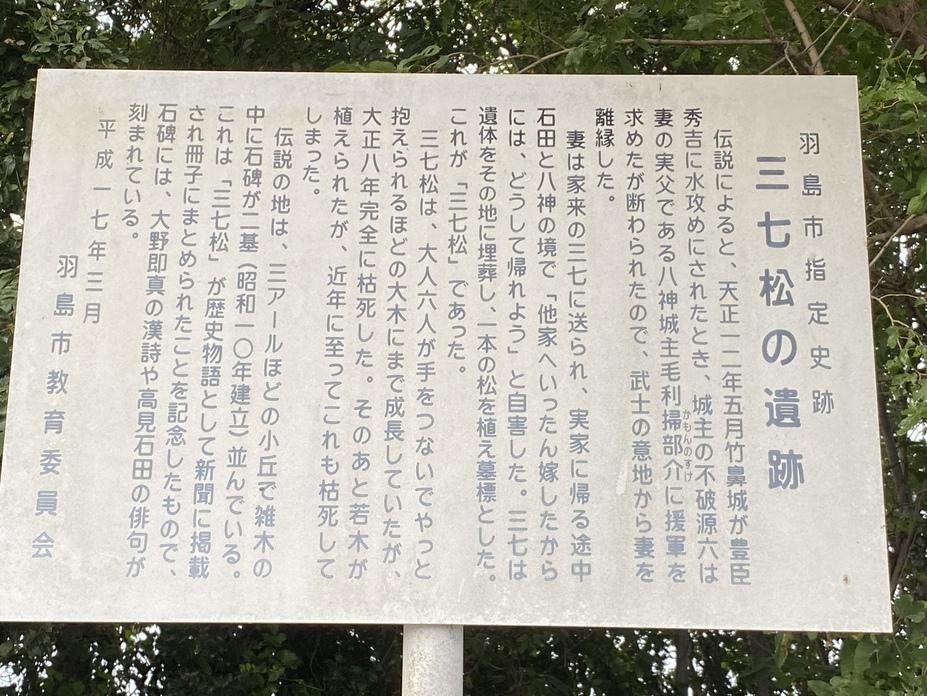 羽島市指定史跡
三七松の遺跡
伝説によると、天正一二年五月竹鼻城が豊臣
秀吉に水攻めにされたとき、城主の不破源六は
妻の実父である八神城主毛利掃部介に援軍を
かもんのすけ
求めたが断わられたので、武士の意地から妻を
離縁した。
妻は家来の三七に送られ、実家に帰る途中
石田と八神の境で「他家へいったん嫁したから
には、どうして帰れよう」と自害した。三七は
遺体をその地に埋葬し、一本の松を植え墓標とした。
これが、「三七松」であった。
三七松は、大人六人が手をつないでやっと
抱えられるほどの大木にまで成長していたが、
大正八年完全に枯死した。そのあと若木が
植えられたが、近年に至ってこれも枯死して
しまった。
伝説の地は、三アールほどの小丘で雑木の
中に石碑が二基(昭和一〇年建立)並んでいる。
これは「三七松」が歴史物語として新聞に掲載
され冊子にまとめられたことを記念したもので、
石碑には、大野即真の漢詩や高見石田の俳句が
刻まれている。
平成一七年三月
羽島市教育委員会